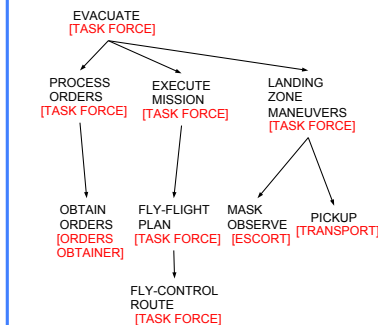 EVACUATE
[TASK FORCE]
PROCESS
ORDERS
[TASK FORCE]
EXECUTE
MISSION
[TASK FORCE]
LANDING
ZONE
MANEUVERS
[TASK FORCE]
OBTAIN
ORDERS
[ORDERS
OBTAINER]
FLY-FLIGHT
PLAN
[TASK FORCE]
MASK
OBSERVE
[ESCORT]
PICKUP
[TRANSPORT]
FLY-CONTROL
ROUTE
[TASK FORCE]